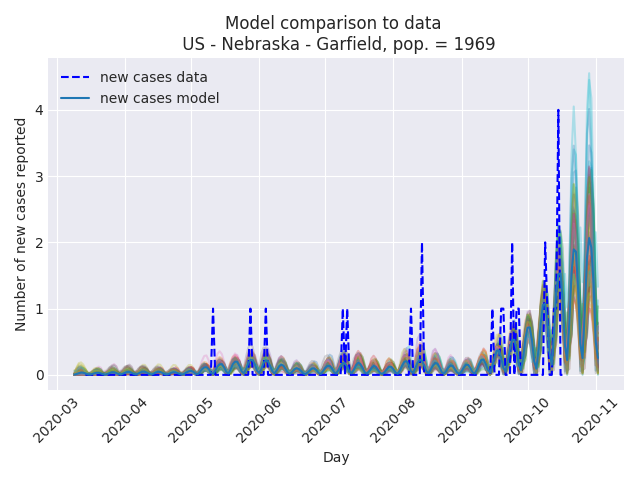 Model comparison to data
US - Nebraska - Garfield, pop. = 1969
new cases data
new cases model
Number of new cases reported
4
3
2
1
0
2020-03
2020-04
2020-05
2020-06
2020-07
2020-08
2020-09
2020-10
2020-11
Day